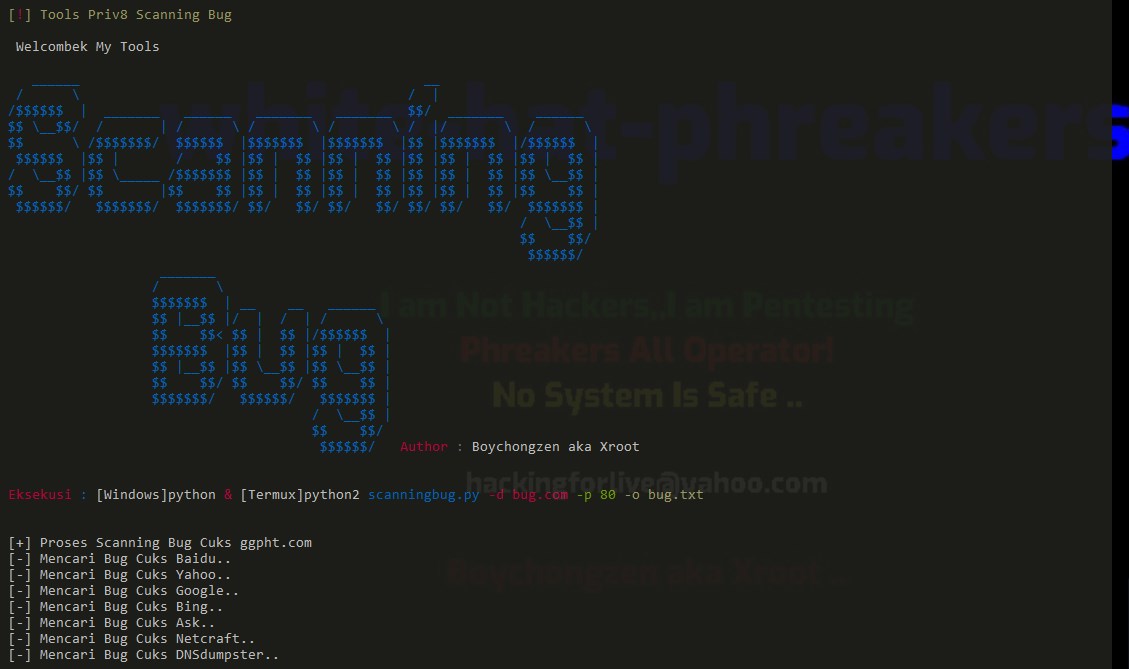 [!] Tools Priv8 Scanning Bug
Welcombek My Tools
white-hat-phreakers
Scanning
Bug
I am Not Hackers,,I am Pentesting
Phreakers All Operator!
No System Is Safe ..
Author : Boychongzen aka Xroot
hackingforlive@yahoo.com
Eksekusi : [Windows]python & [Termux]python2 scanningbug.py -d bug.com -p 80 -o bug.txt
[+] Proses Scanning Bug Cuks ggpht.com
[-] Mencari Bug Cuks Baidu..
[-] Mencari Bug Cuks Yahoo..
[-] Mencari Bug Cuks Google..
[-] Mencari Bug Cuks Bing..
[-] Mencari Bug Cuks Ask..
[-] Mencari Bug Cuks Netcraft..
[-] Mencari Bug Cuks DNSdumpster..
Boychongzen aka Xroot ..